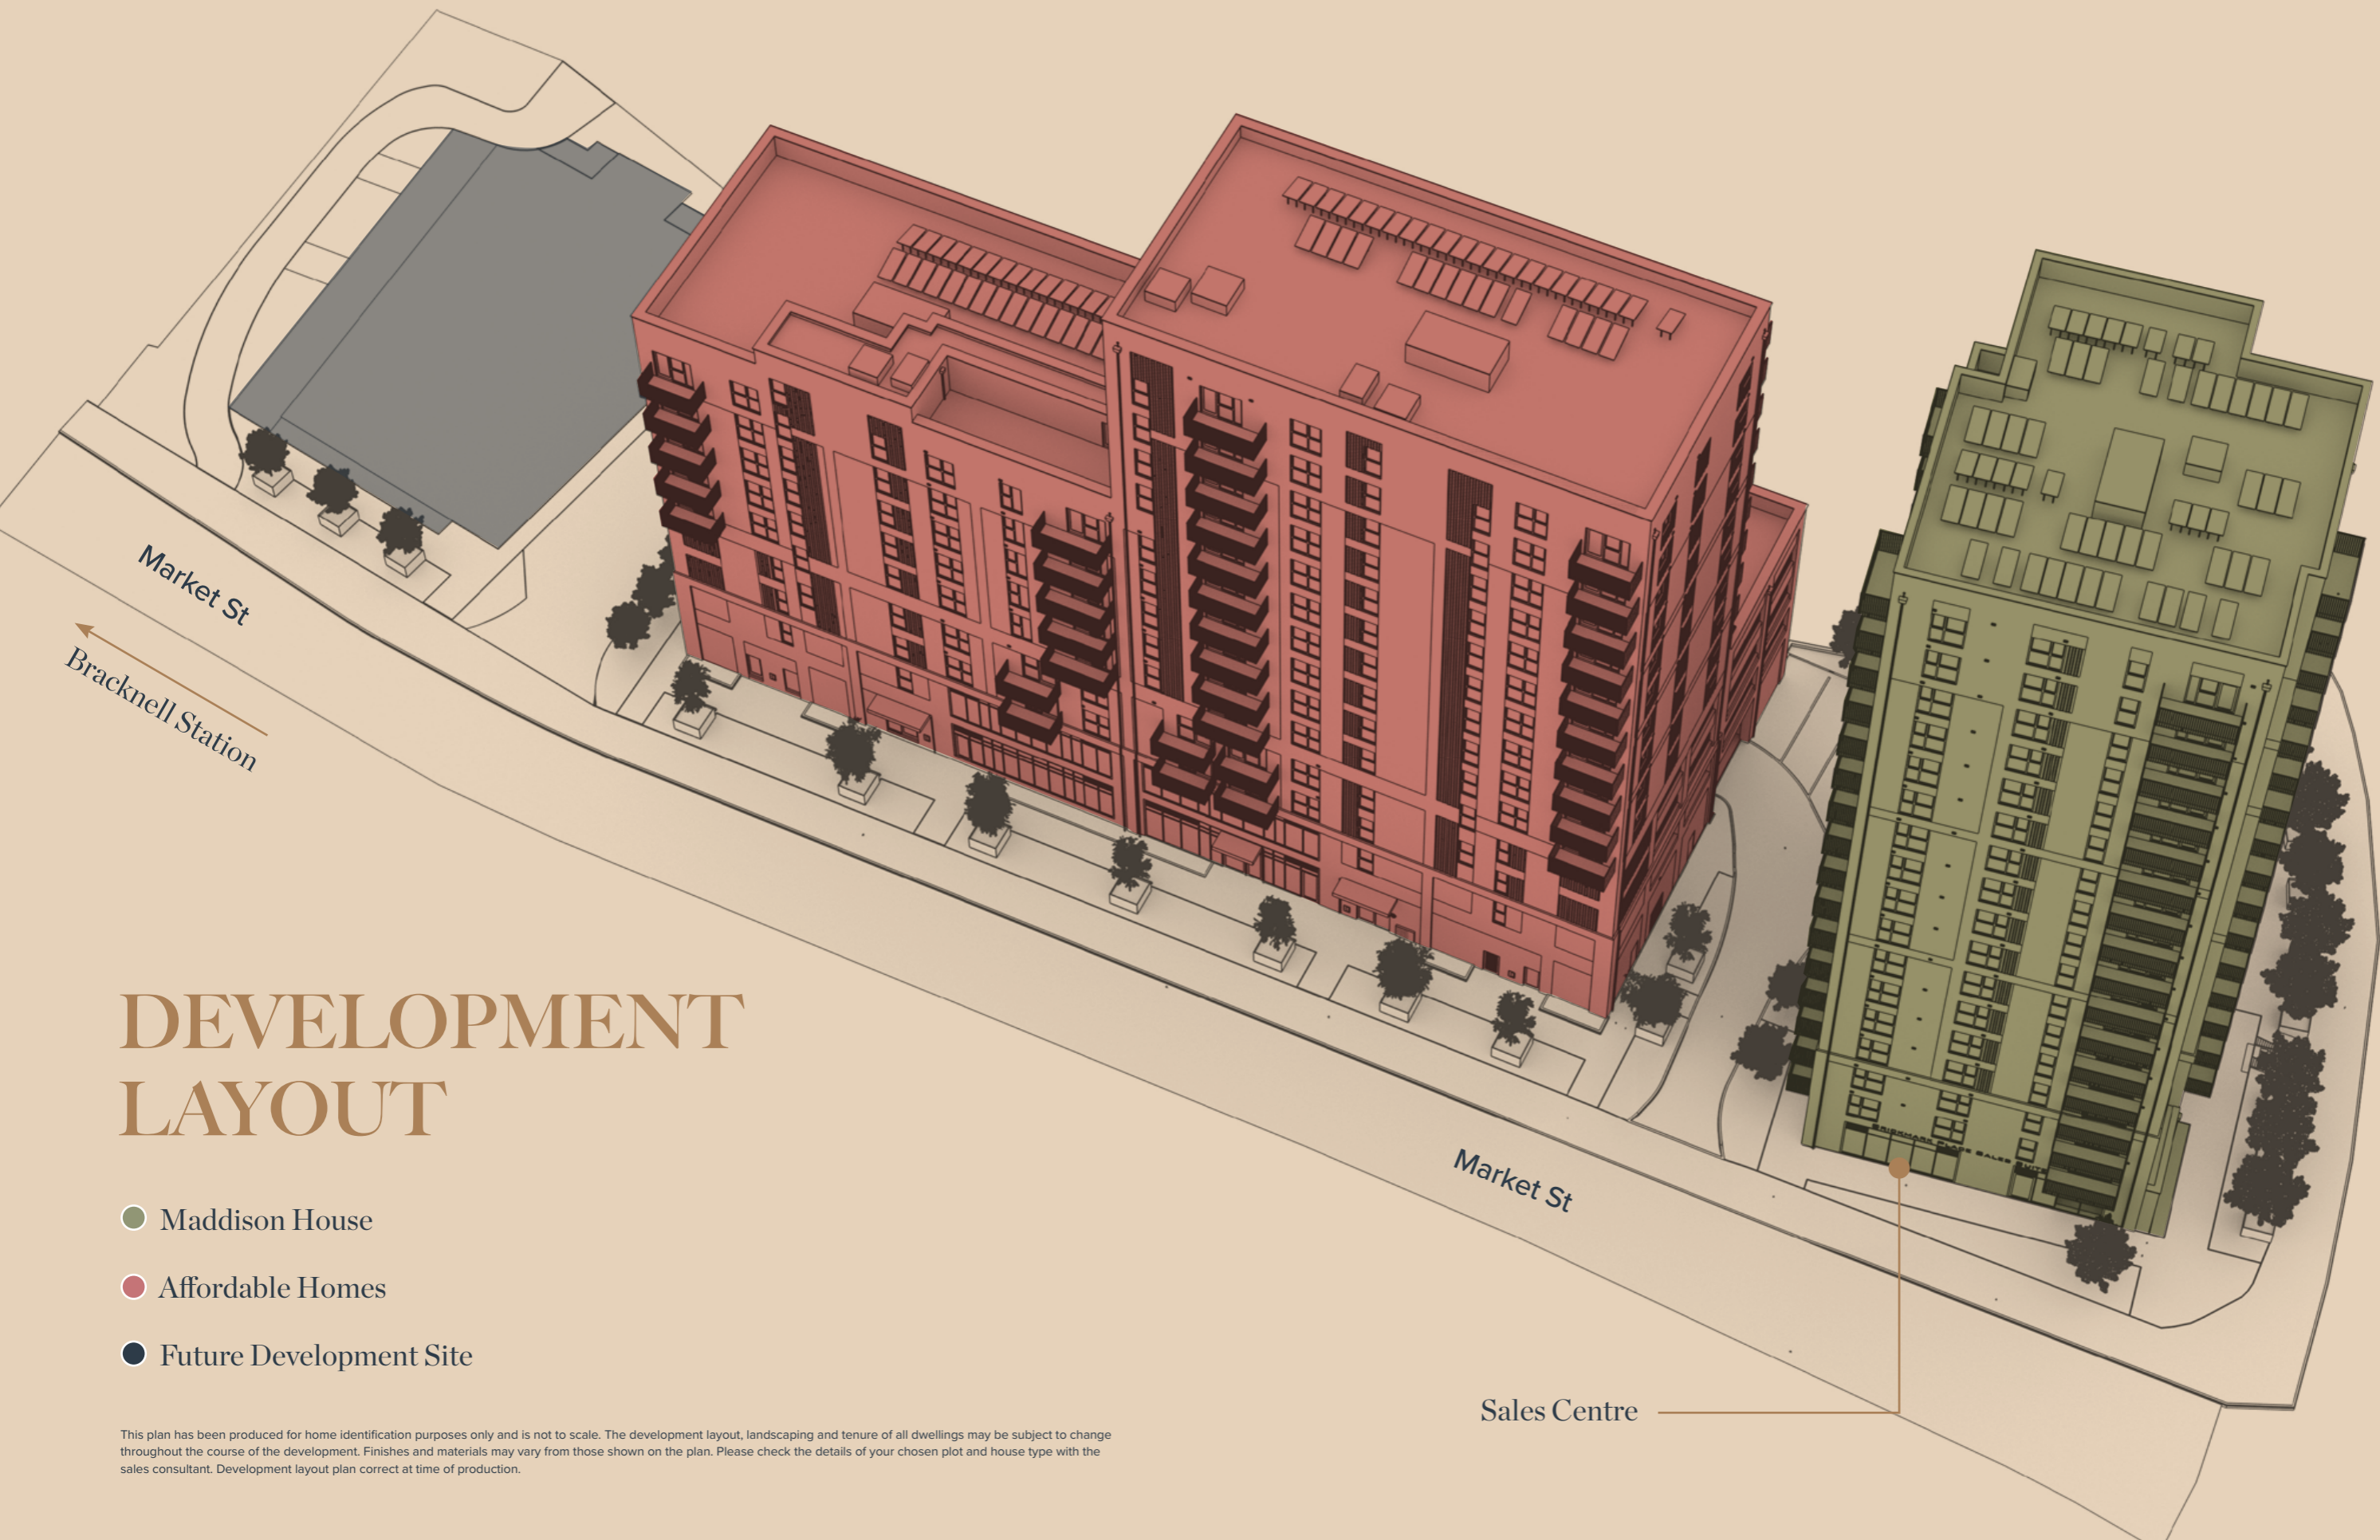 Market St
Bracknell Station
DEVELOPMENT
LAYOUT
Maddison House
Affordable Homes
Future Development Site
Market St
Sales Centre
This plan has been produced for home identification purposes only and is not to scale. The development layout, landscaping and tenure of all dwellings may be subject to change
throughout the course of the development. Finishes and materials may vary from those shown on the plan. Please check the details of your chosen plot and house type with the
sales consultant. Development layout plan correct at time of production.